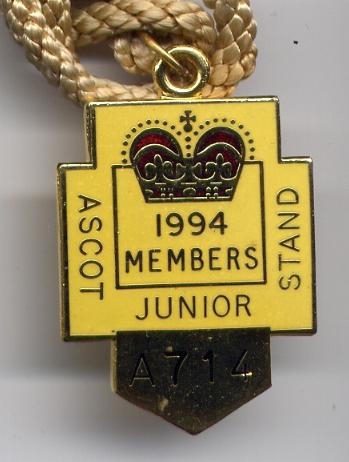 1994
MEMBERS
ASCOT
JUNIOR
STAND
A714